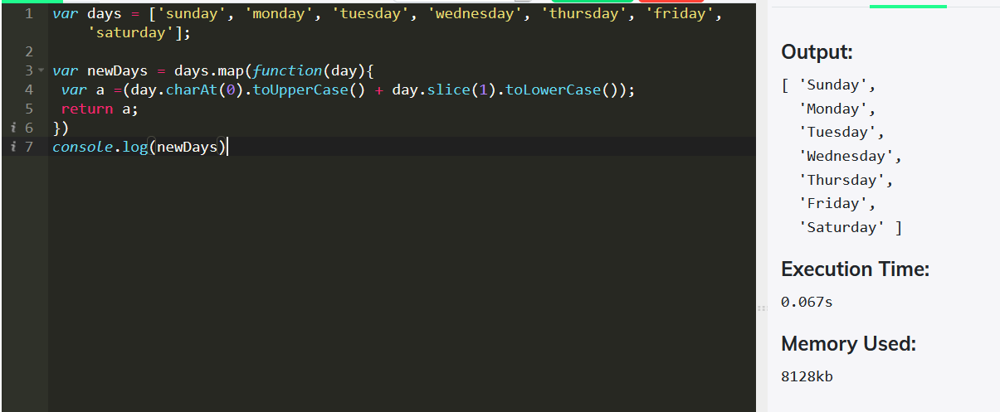 1 var days = ['sunday', 'monday', 'tuesday', 'wednesday', 'thursday', 'friday',
'saturday'];
2
3 var newDays = days.map(function(day){
4 var a =(day.charAt(0).toUpperCase() + day.slice(1).toLowerCase());
5 return a;
i 6 })
i 7 console.log(newDays)
Output:
[ 'Sunday',
'Monday',
'Tuesday',
'Wednesday',
'Thursday',
'Friday',
'Saturday' ]
Execution Time:
0.067s
Memory Used:
8128kb